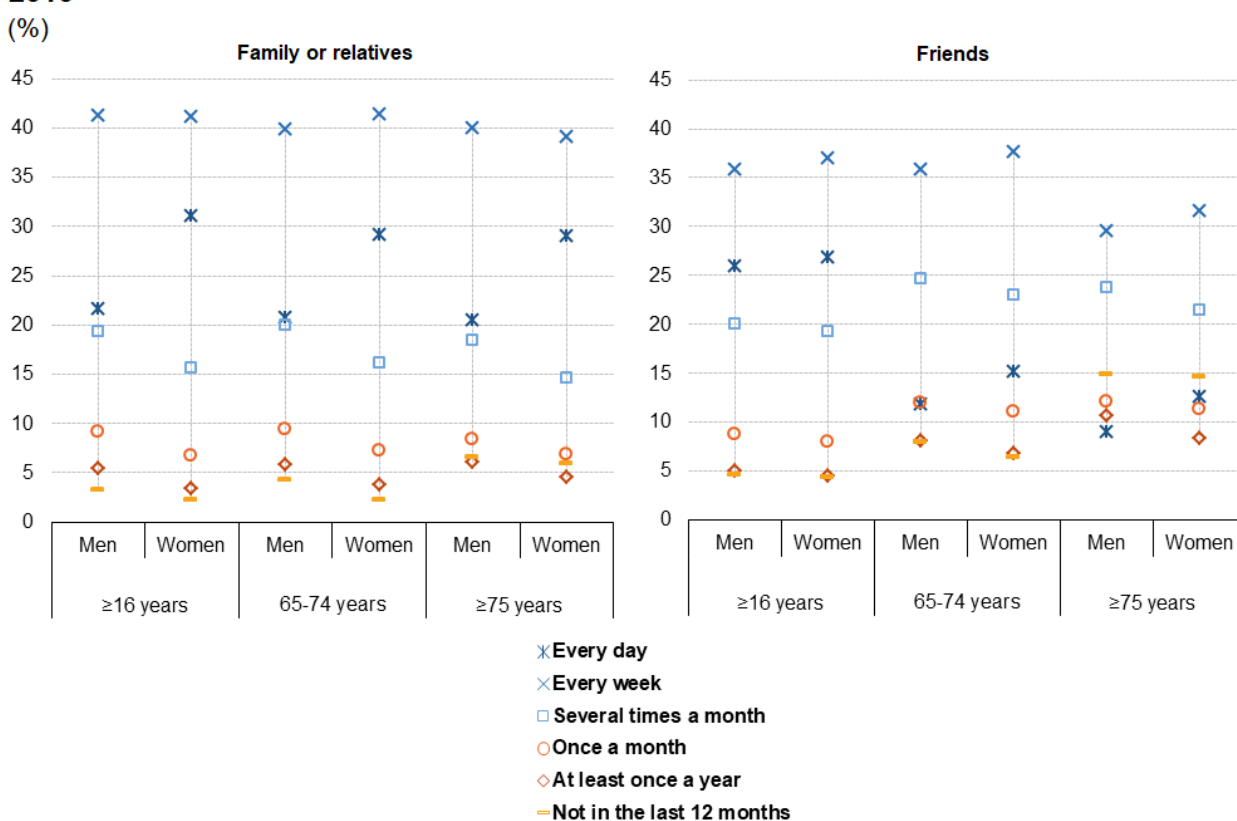 (%)
Family or relatives
45
40
35
30
25
20
15
10
5
0
Men Women Men Women Men Women
≥16 years 65-74 years ≥75 years
Friends
45
40
35
30
25
20
15
10
5
0
Men Women Men Women Men Women
≥16 years 65-74 years ≥75 years
Every day
Every week
Several times a month
Once a month
At least once a year
Not in the last 12 months